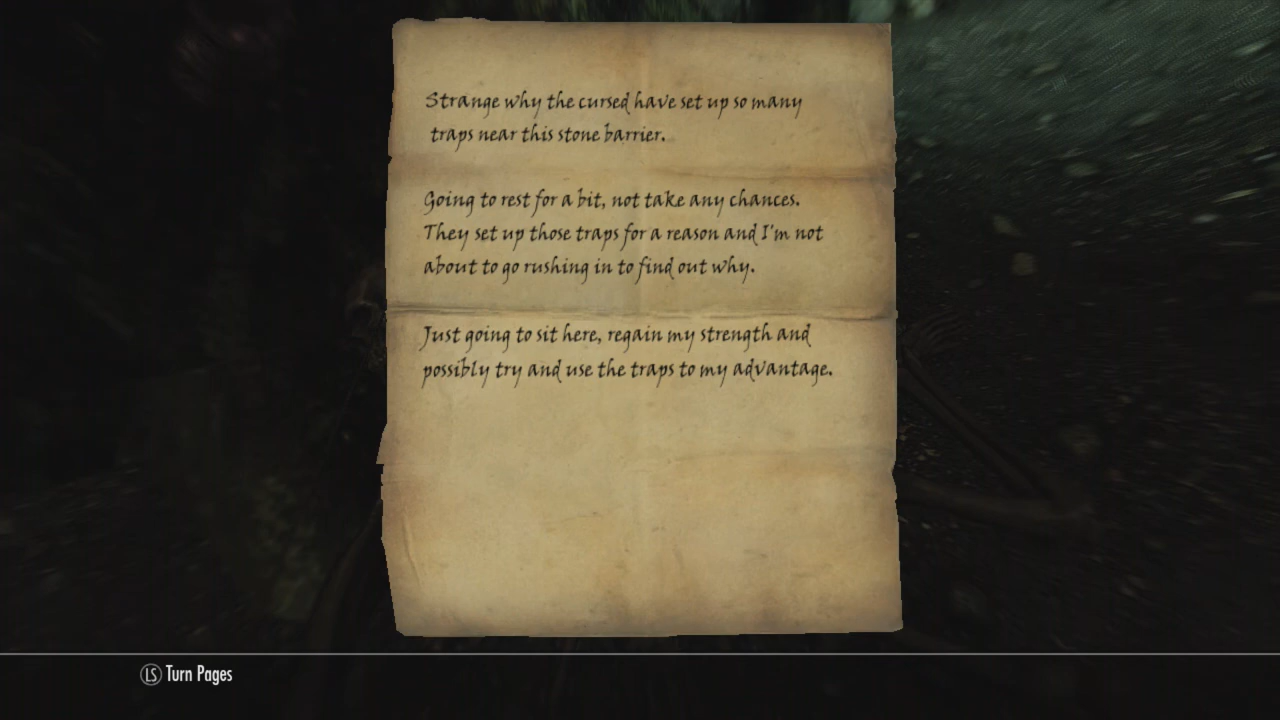 Strange why the cursed have set up so many
traps near this stone barrier.
Going to rest for a bit, not take any chances.
They set up those traps for a reason and I'm not
about to go rushing in to find out why.
Just going to sit here, regain my strength and
possibly try and use the traps to my advantage.
LS Turn Pages